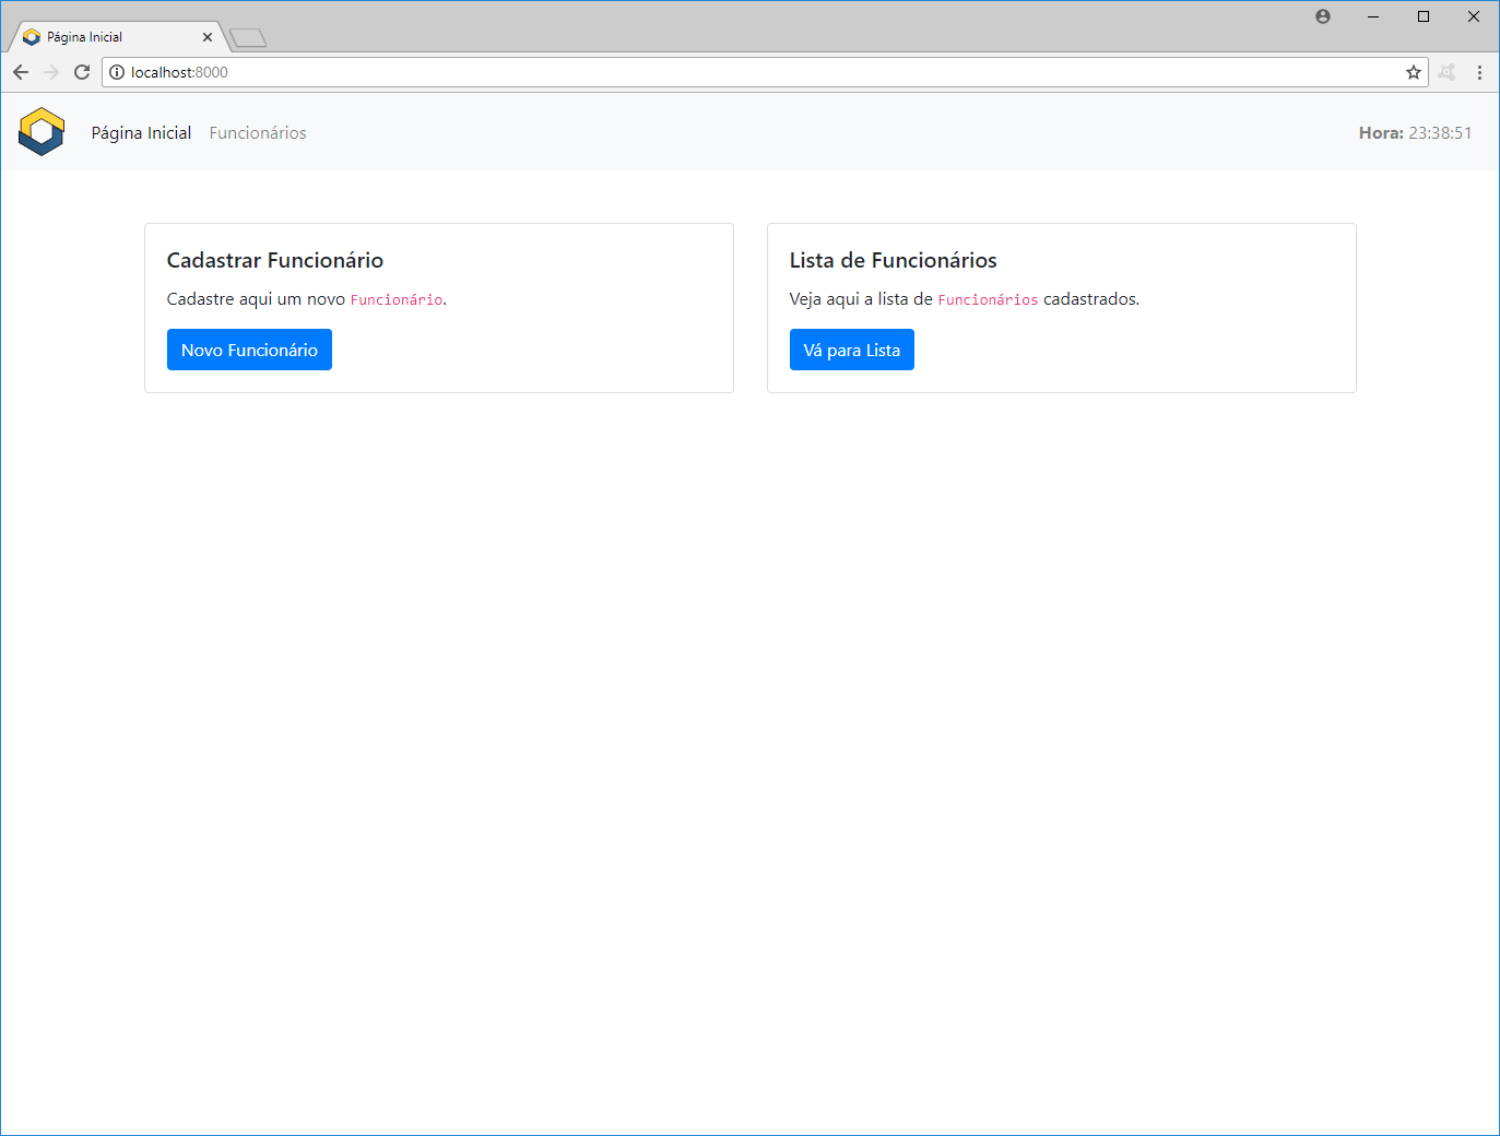 Página Inicial
localhost:8000
Página Inicial Funcionários Hora: 23:38:51
Cadastrar Funcionário
Cadastre aqui um novo Funcionário.
Novo Funcionário
Lista de Funcionários
Veja aqui a lista de Funcionários cadastrados.
Vá para Lista